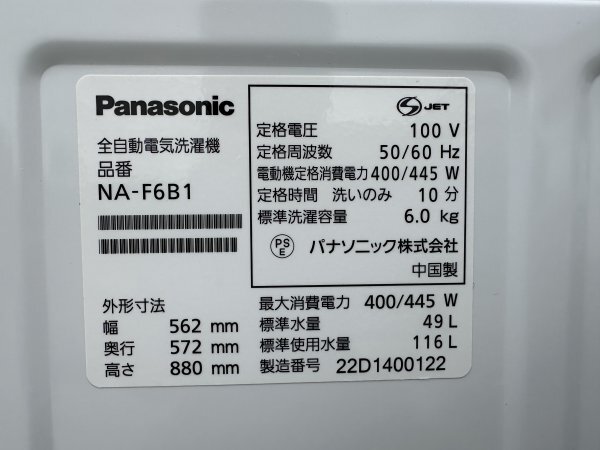 Panasonic
全自動電気洗濯機
品番
NA-F6B1
外形寸法
幅 562 mm
奥行 572 mm
高さ 880 mm
S JET
定格電圧 100 V
定格周波数 50/60 Hz
電動機定格消費電力 400/445 W
定格時間 洗いのみ 10 分
標準洗濯容量 6.0 kg
PS E パナソニック株式会社
中国製
最大消費電力 400/445 W
標準水量 49 L
標準使用水量 116 L
製造番号 22D1400122